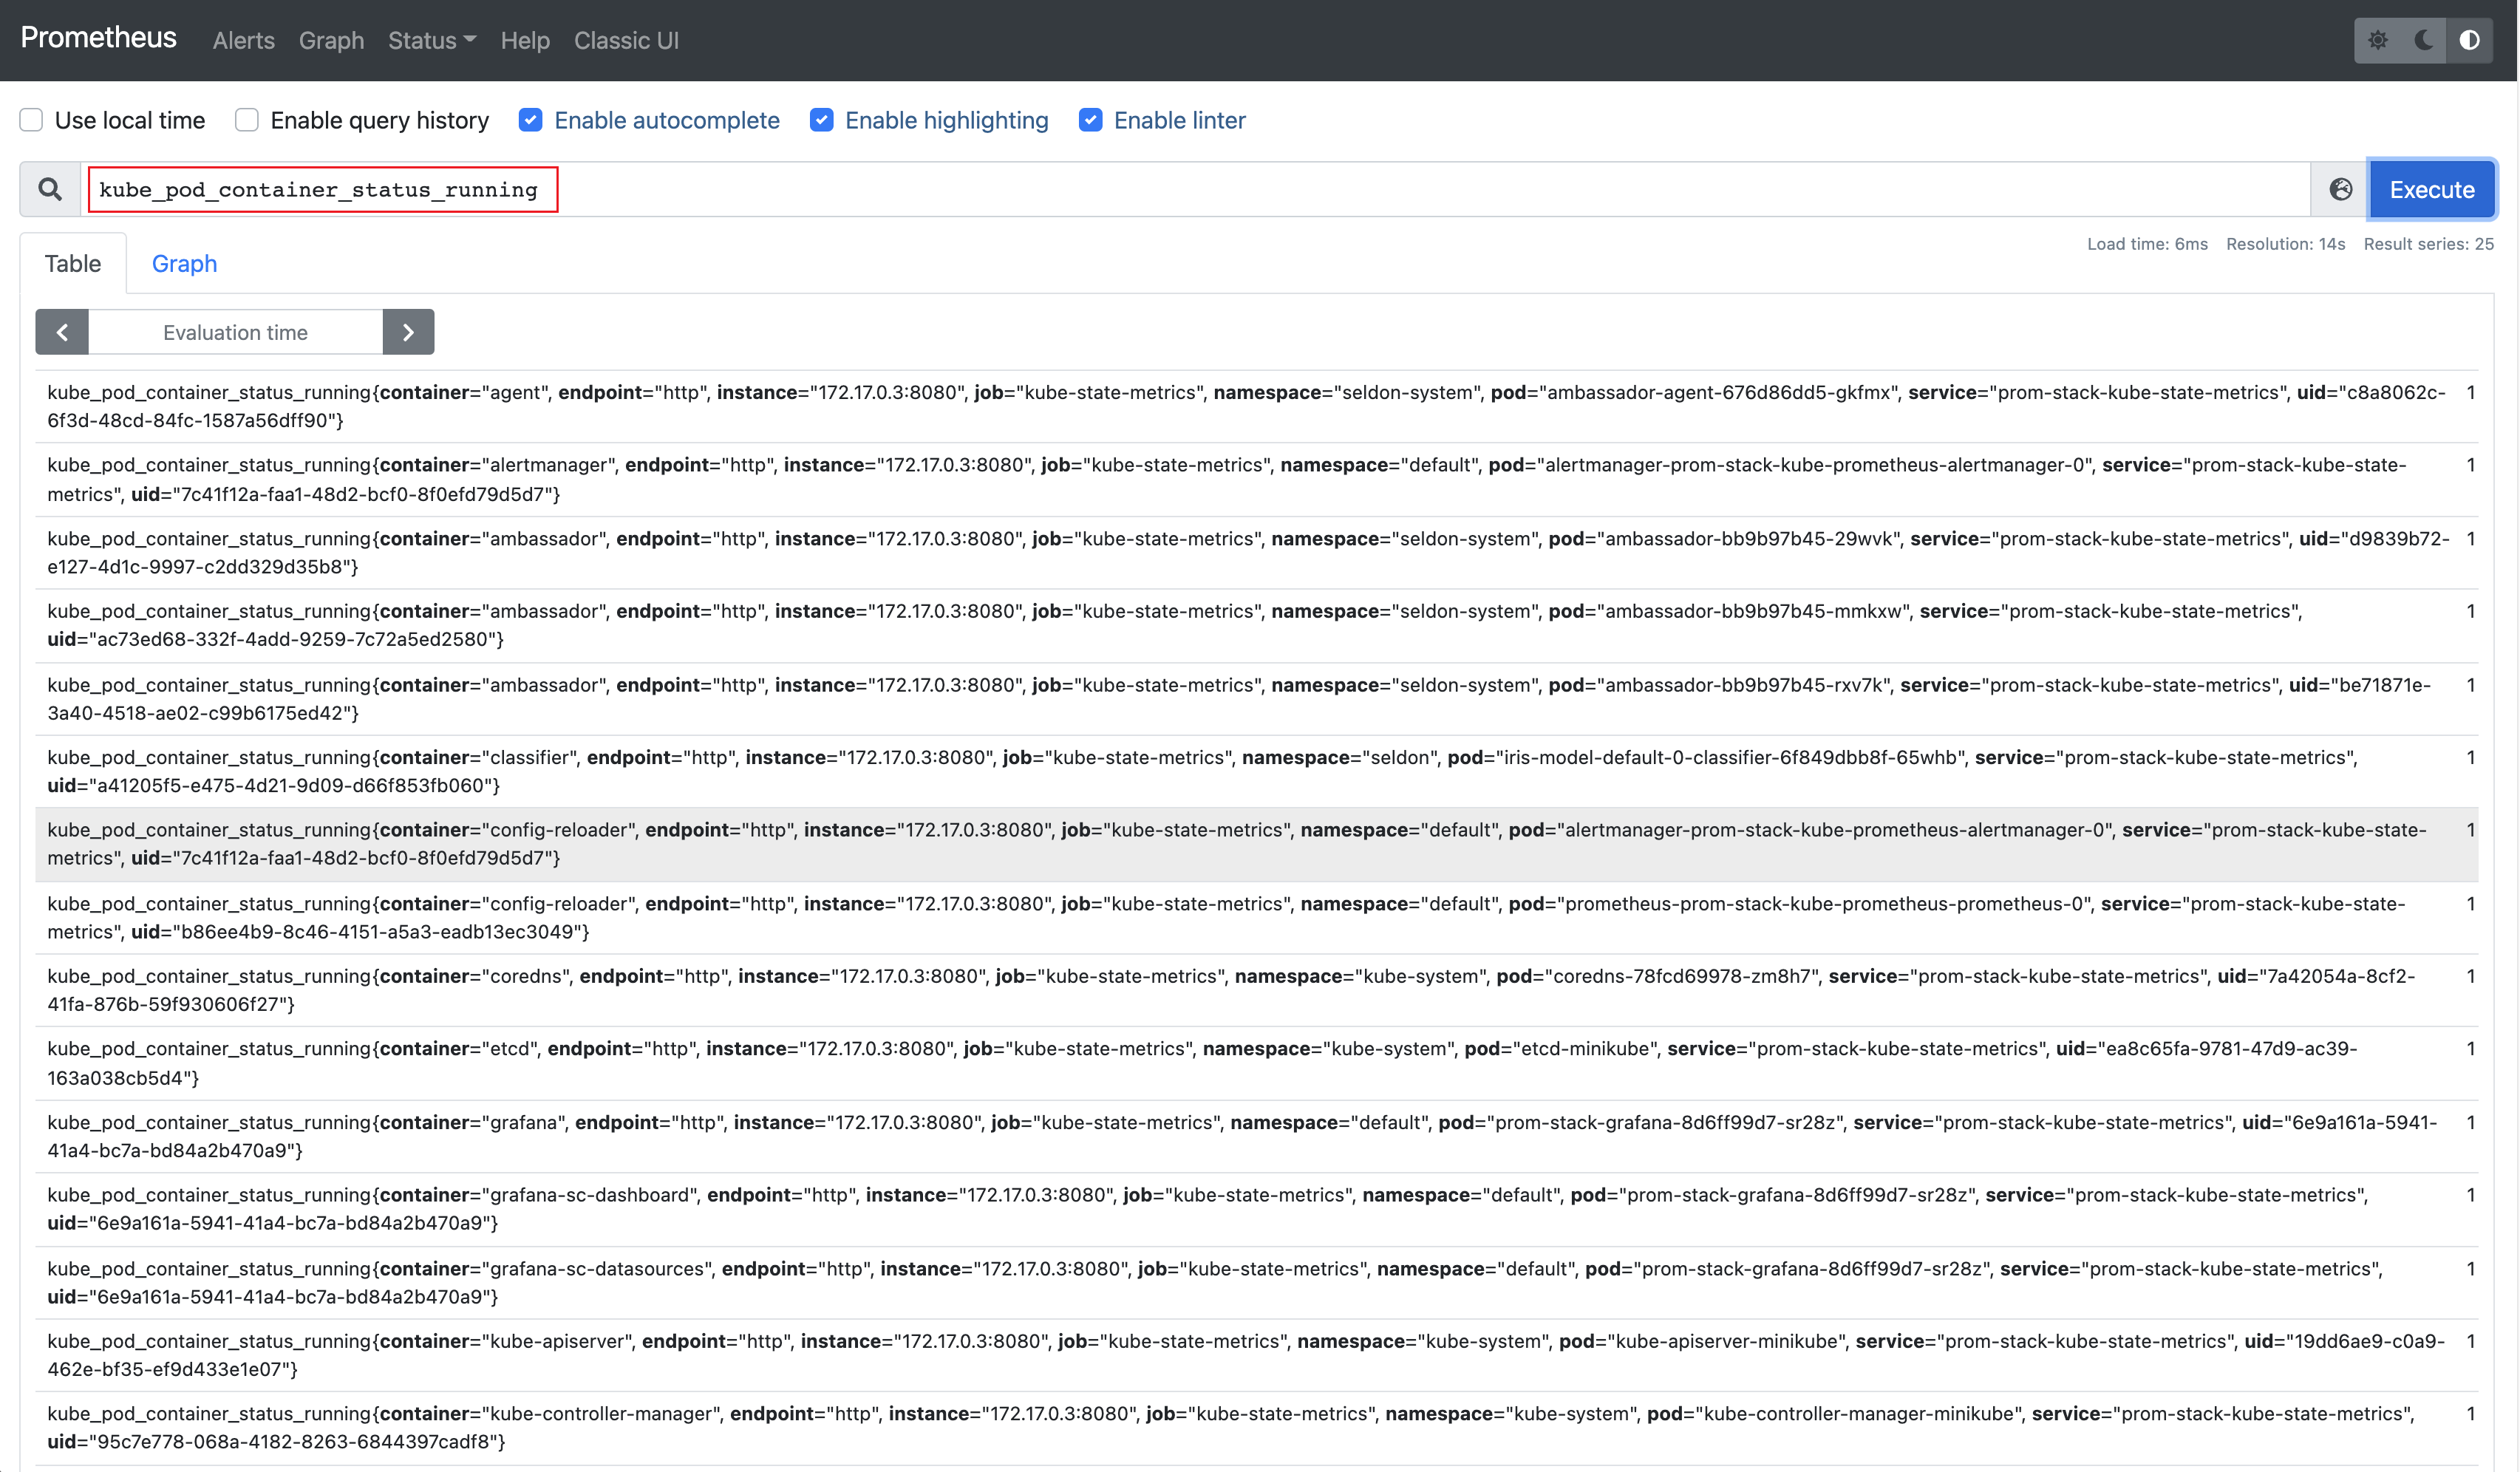 Prometheus Alerts Graph Status Help Classic UI
Use local time Enable query history Enable autocomplete Enable highlighting Enable linter
kube_pod_container_status_running Execute
Load time: 6ms Resolution: 14s Result series: 25
Table Graph
Evaluation time
kube_pod_container_status_running{container="agent", endpoint="http", instance="172.17.0.3:8080", job="kube-state-metrics", namespace="seldon-system", pod="ambassador-agent-676d86dd5-gkfmx", service="prom-stack-kube-state-metrics", uid="c8a8062c- 1
6f3d-48cd-84fc-1587a56dff90"}
kube_pod_container_status_running{container="alertmanager", endpoint="http", instance="172.17.0.3:8080", job="kube-state-metrics", namespace="default", pod="alertmanager-prom-stack-kube-prometheus-alertmanager-0", service="prom-stack-kube-state- 1
metrics", uid="7c41f12a-faa1-48d2-bcf0-8f0efd79d5d7"}
kube_pod_container_status_running{container="ambassador", endpoint="http", instance="172.17.0.3:8080", job="kube-state-metrics", namespace="seldon-system", pod="ambassador-bb9b97b45-29wvk", service="prom-stack-kube-state-metrics", uid="d9839b72- 1
e127-4d1c-9997-c2dd329d35b8"}
kube_pod_container_status_running{container="ambassador", endpoint="http", instance="172.17.0.3:8080", job="kube-state-metrics", namespace="seldon-system", pod="ambassador-bb9b97b45-mmkxw", service="prom-stack-kube-state-metrics", 1
uid="ac73ed68-332f-4add-9259-7c72a5ed2580"}
kube_pod_container_status_running{container="ambassador", endpoint="http", instance="172.17.0.3:8080", job="kube-state-metrics", namespace="seldon-system", pod="ambassador-bb9b97b45-rxv7k", service="prom-stack-kube-state-metrics", uid="be71871e- 1
3a40-4518-ae02-c99b6175ed42"}
kube_pod_container_status_running{container="classifier", endpoint="http", instance="172.17.0.3:8080", job="kube-state-metrics", namespace="seldon", pod="iris-model-default-0-classifier-6f849dbb8f-65whb", service="prom-stack-kube-state-metrics", 1
uid="a41205f5-e475-4d21-9d09-d66f853fb060"}
kube_pod_container_status_running{container="config-reloader", endpoint="http", instance="172.17.0.3:8080", job="kube-state-metrics", namespace="default", pod="alertmanager-prom-stack-kube-prometheus-alertmanager-0", service="prom-stack-kube-state- 1
metrics", uid="7c41f12a-faa1-48d2-bcf0-8f0efd79d5d7"}
kube_pod_container_status_running{container="config-reloader", endpoint="http", instance="172.17.0.3:8080", job="kube-state-metrics", namespace="default", pod="prometheus-prom-stack-kube-prometheus-prometheus-0", service="prom-stack-kube-state- 1
metrics", uid="b86ee4b9-8c46-4151-a5a3-eadb13ec3049"}
kube_pod_container_status_running{container="coredns", endpoint="http", instance="172.17.0.3:8080", job="kube-state-metrics", namespace="kube-system", pod="coredns-78fcd69978-zm8h7", service="prom-stack-kube-state-metrics", uid="7a42054a-8cf2- 1
41fa-876b-59f930606f27"}
kube_pod_container_status_running{container="etcd", endpoint="http", instance="172.17.0.3:8080", job="kube-state-metrics", namespace="kube-system", pod="etcd-minikube", service="prom-stack-kube-state-metrics", uid="ea8c65fa-9781-47d9-ac39- 1
163a038cb5d4"}
kube_pod_container_status_running{container="grafana", endpoint="http", instance="172.17.0.3:8080", job="kube-state-metrics", namespace="default", pod="prom-stack-grafana-8d6ff99d7-sr28z", service="prom-stack-kube-state-metrics", uid="6e9a161a-5941- 1
41a4-bc7a-bd84a2b470a9"}
kube_pod_container_status_running{container="grafana-sc-dashboard", endpoint="http", instance="172.17.0.3:8080", job="kube-state-metrics", namespace="default", pod="prom-stack-grafana-8d6ff99d7-sr28z", service="prom-stack-kube-state-metrics", 1
uid="6e9a161a-5941-41a4-bc7a-bd84a2b470a9"}
kube_pod_container_status_running{container="grafana-sc-datasources", endpoint="http", instance="172.17.0.3:8080", job="kube-state-metrics", namespace="default", pod="prom-stack-grafana-8d6ff99d7-sr28z", service="prom-stack-kube-state-metrics", 1
uid="6e9a161a-5941-41a4-bc7a-bd84a2b470a9"}
kube_pod_container_status_running{container="kube-apiserver", endpoint="http", instance="172.17.0.3:8080", job="kube-state-metrics", namespace="kube-system", pod="kube-apiserver-minikube", service="prom-stack-kube-state-metrics", uid="19dd6ae9-c0a9- 1
462e-bf35-ef9d433e1e07"}
kube_pod_container_status_running{container="kube-controller-manager", endpoint="http", instance="172.17.0.3:8080", job="kube-state-metrics", namespace="kube-system", pod="kube-controller-manager-minikube", service="prom-stack-kube-state-metrics", 1
uid="95c7e778-068a-4182-8263-6844397cadf8"}